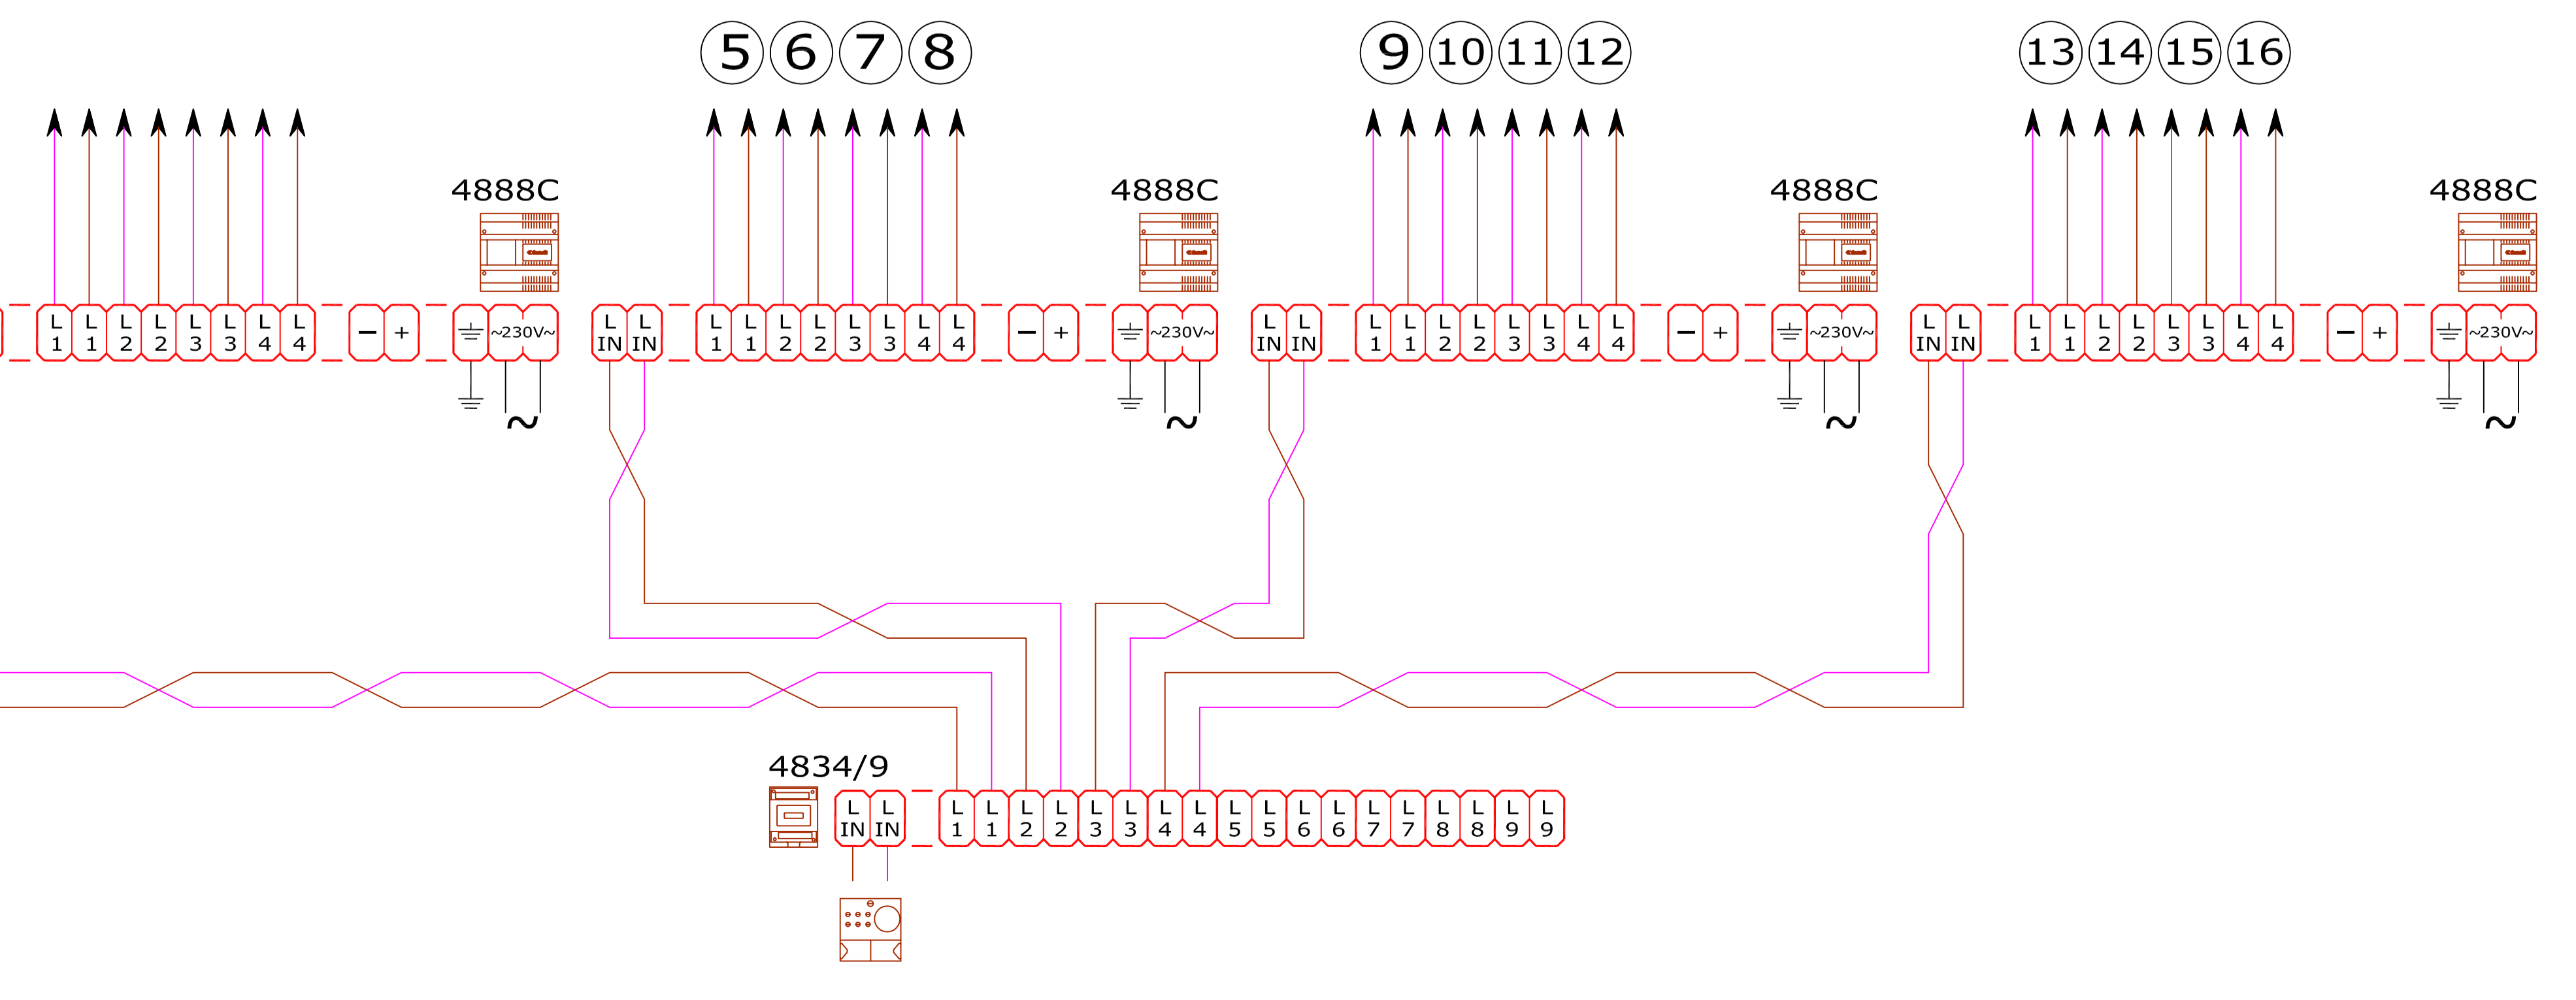 5 6 7 8 9 10 11 12 13 14 15 16
4888C 4888C 4888C 4888C
L L L L L L L L - + ~230V~ L L L L L L L L L L - + ~230V~ L L L L L L L L L L - + ~230V~ L L L L L L L L L L - + ~230V~
1 1 2 2 3 3 4 4 IN IN 1 1 2 2 3 3 4 4 IN IN 1 1 2 2 3 3 4 4 IN IN 1 1 2 2 3 3 4 4
~ ~ ~ ~
4834/9
L L L L L L L L L L L L L L L L L L L L
IN IN 1 1 2 2 3 3 4 4 5 5 6 6 7 7 8 8 9 9